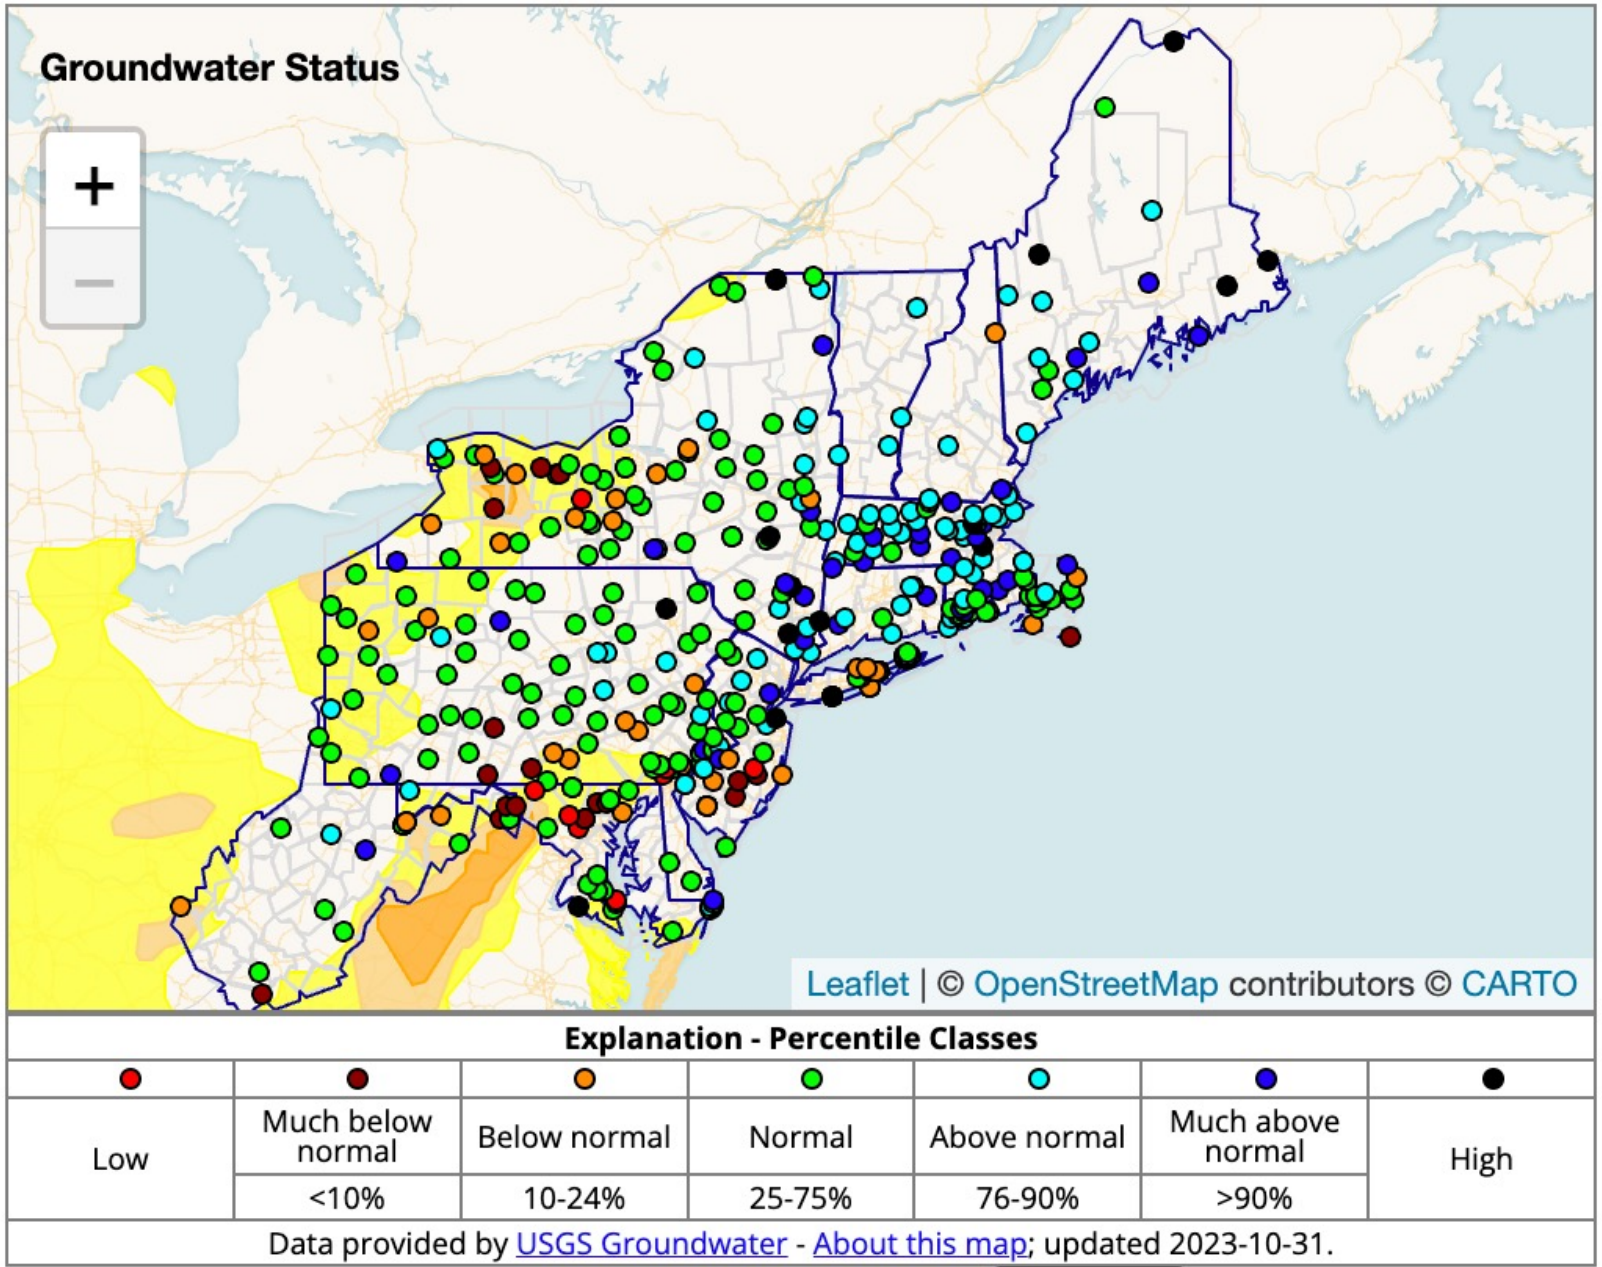 Groundwater Status
+
−
Leaflet | © OpenStreetMap contributors © CARTO
Explanation - Percentile Classes
Low
Much below
normal
<10%
Below normal
10-24%
Normal
25-75%
Above normal
76-90%
Much above
normal
>90%
High
Data provided by USGS Groundwater - About this map; updated 2023-10-31.